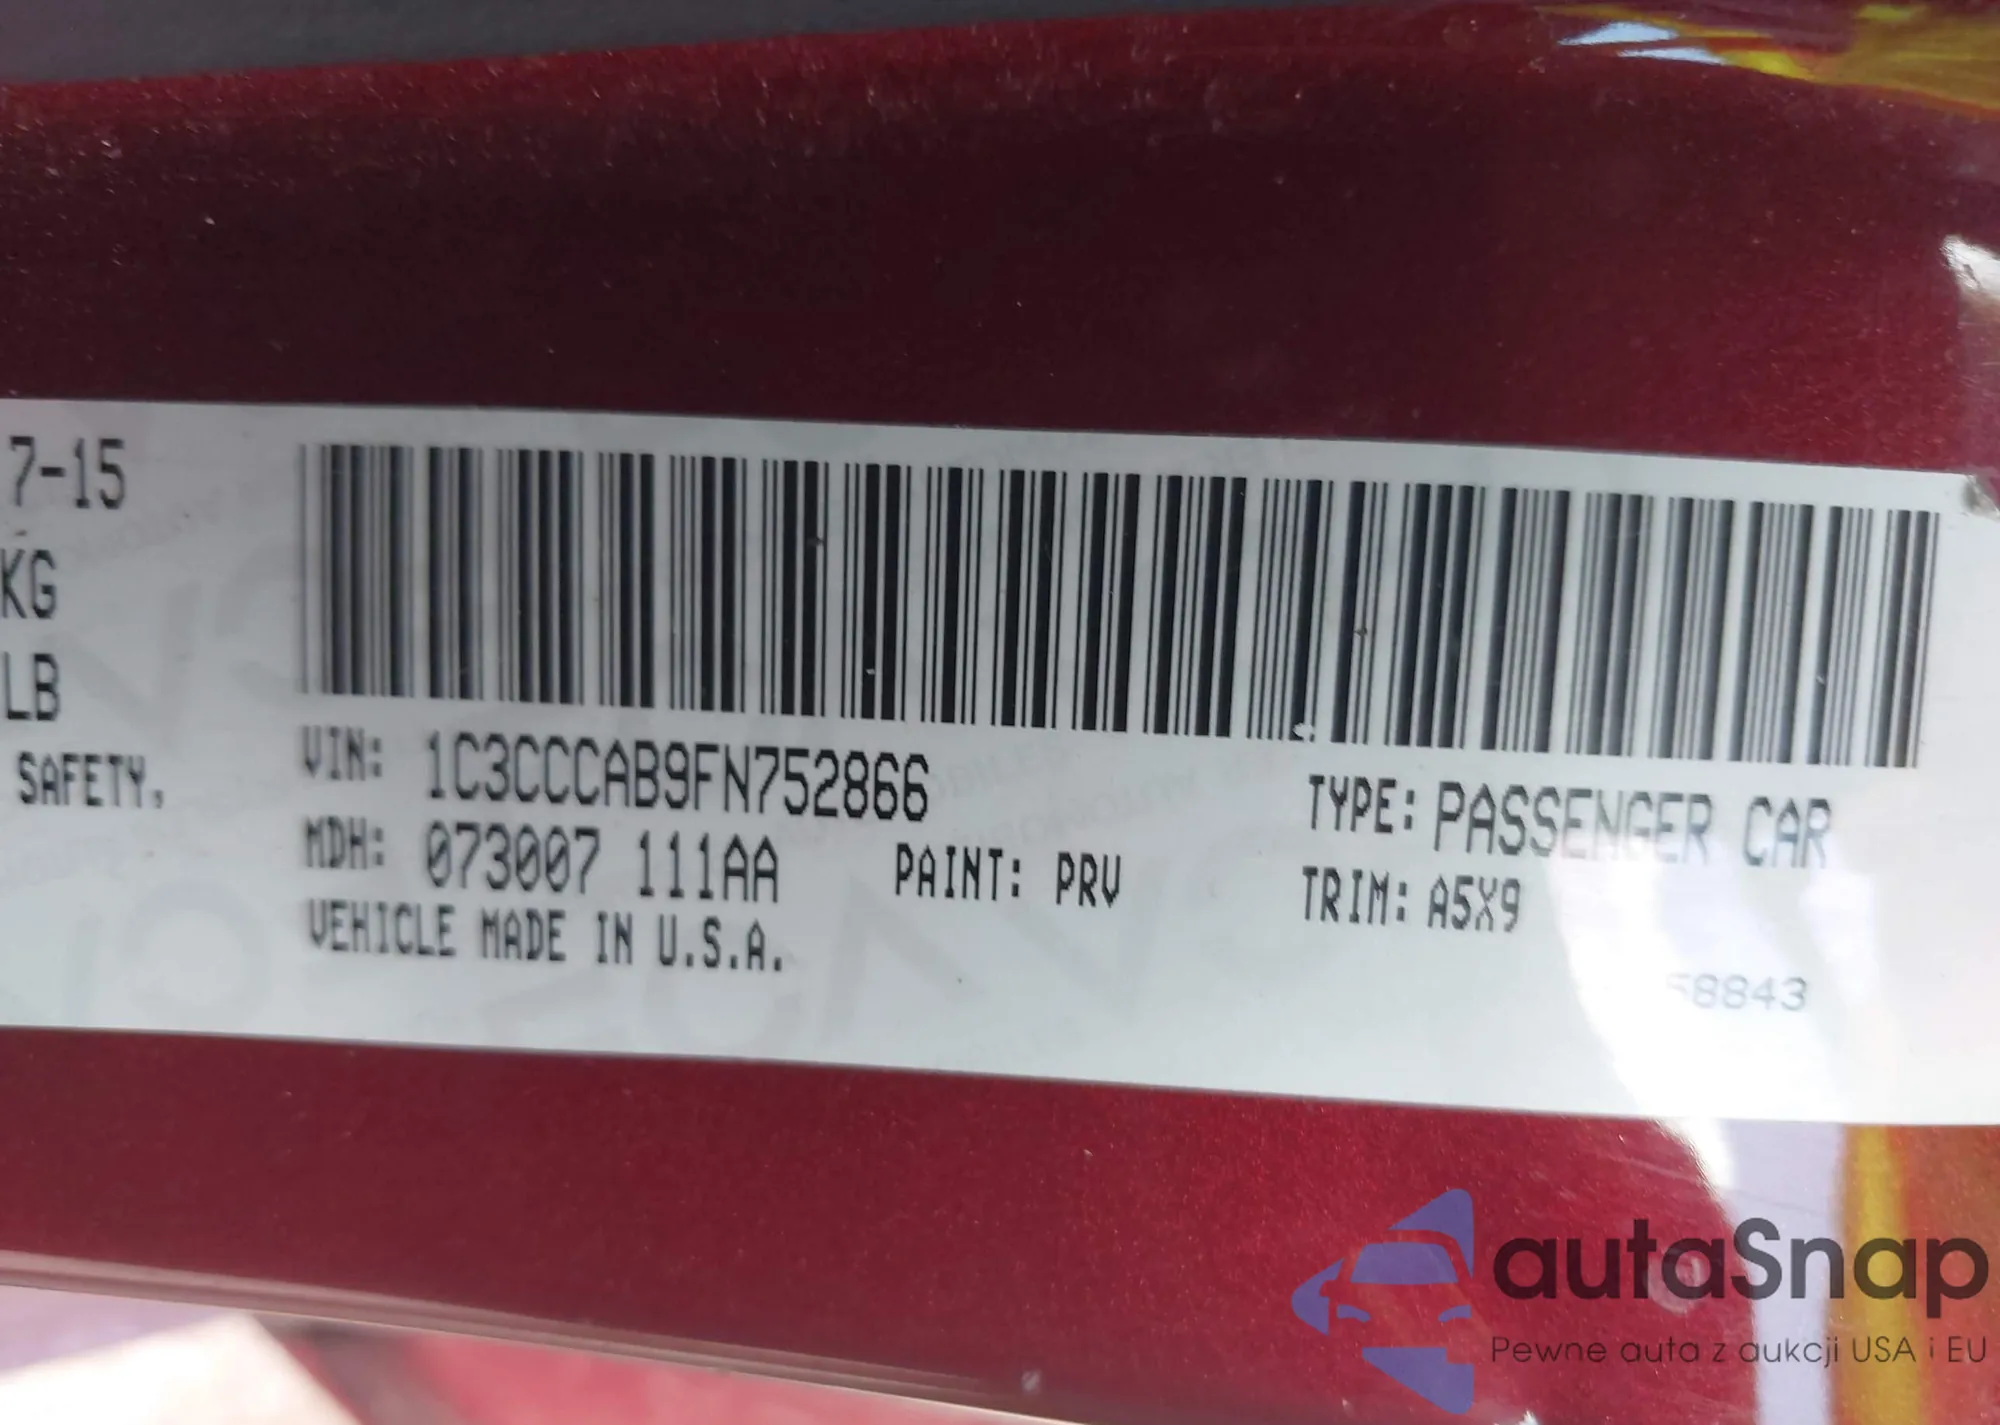 7-15
KG
LB
SAFETY,
VIN: 1C3CCCAB9FN752866
MDH: 073007 111AA
PAINT: PRV
VEHICLE MADE IN U.S.A.
TYPE: PASSENGER CAR
TRIM: A5X9
58843
autaSnap
Pewne auta z aukcji USA i EU